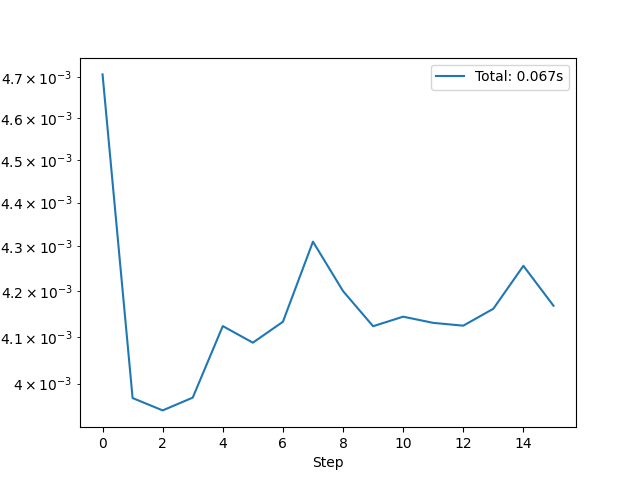 Total: 0.067s
4.7 × 10⁻³
4.6 × 10⁻³
4.5 × 10⁻³
4.4 × 10⁻³
4.3 × 10⁻³
4.2 × 10⁻³
4.1 × 10⁻³
4 × 10⁻³
0 2 4 6 8 10 12 14
Step